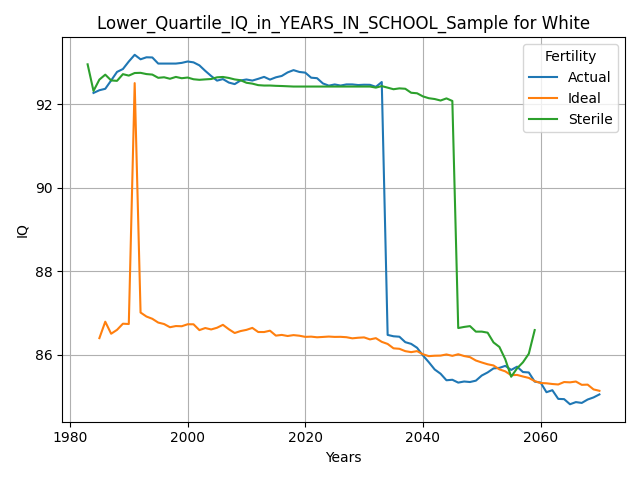 Lower_Quartile_IQ_in_YEARS_IN_SCHOOL_Sample for White
Fertility
Actual
Ideal
Sterile
92
90
88
86
IQ
1980
2000
2020
2040
2060
Years